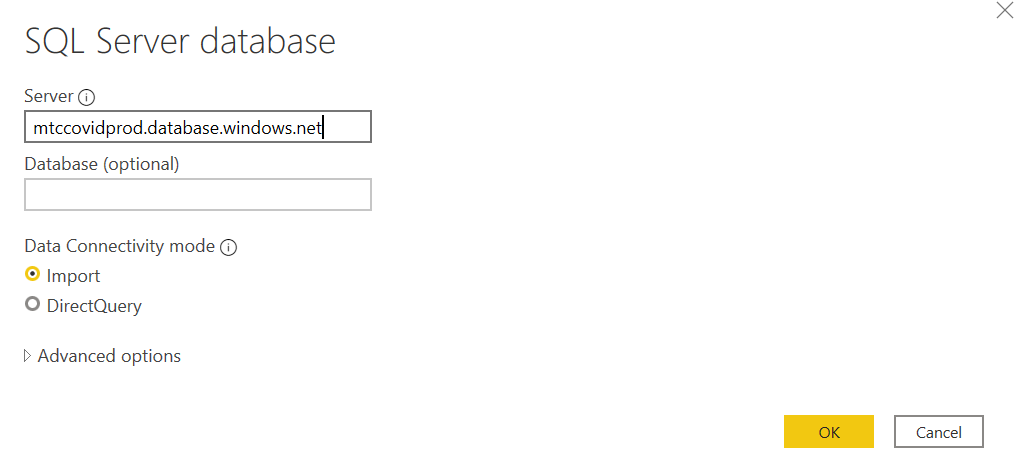 SQL Server database
Server
mtccovidprod.database.windows.net
Database (optional)
Data Connectivity mode
Import
DirectQuery
Advanced options
OK Cancel